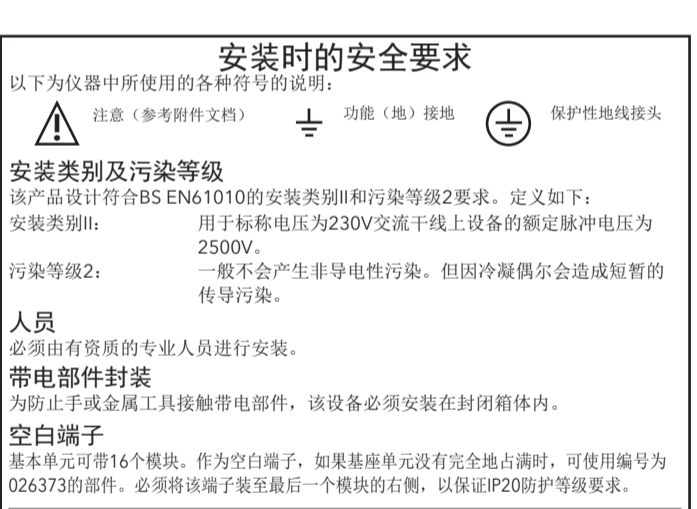 安装时的安全要求
以下为仪器中所使用的各种符号的说明：
注意（参考附件文档） 功能（地）接地 保护性地线接头
安装类别及污染等级
该产品设计符合BS EN61010的安装类别II和污染等级2要求。定义如下：
安装类别II： 用于标称电压为230V交流干线上设备的额定脉冲电压为
2500V。
污染等级2： 一般不会产生非导电性污染。但因冷凝偶尔会造成短暂的
传导污染。
人员
必须由有资质的专业人员进行安装。
带电部件封装
为防止手或金属工具接触带电部件，该设备必须安装在封闭箱体内。
空白端子
基本单元可带16个模块。作为空白端子，如果基座单元没有完全地占满时，可使用编号为
026373的部件。必须将该端子装至最后一个模块的右侧，以保证IP20防护等级要求。